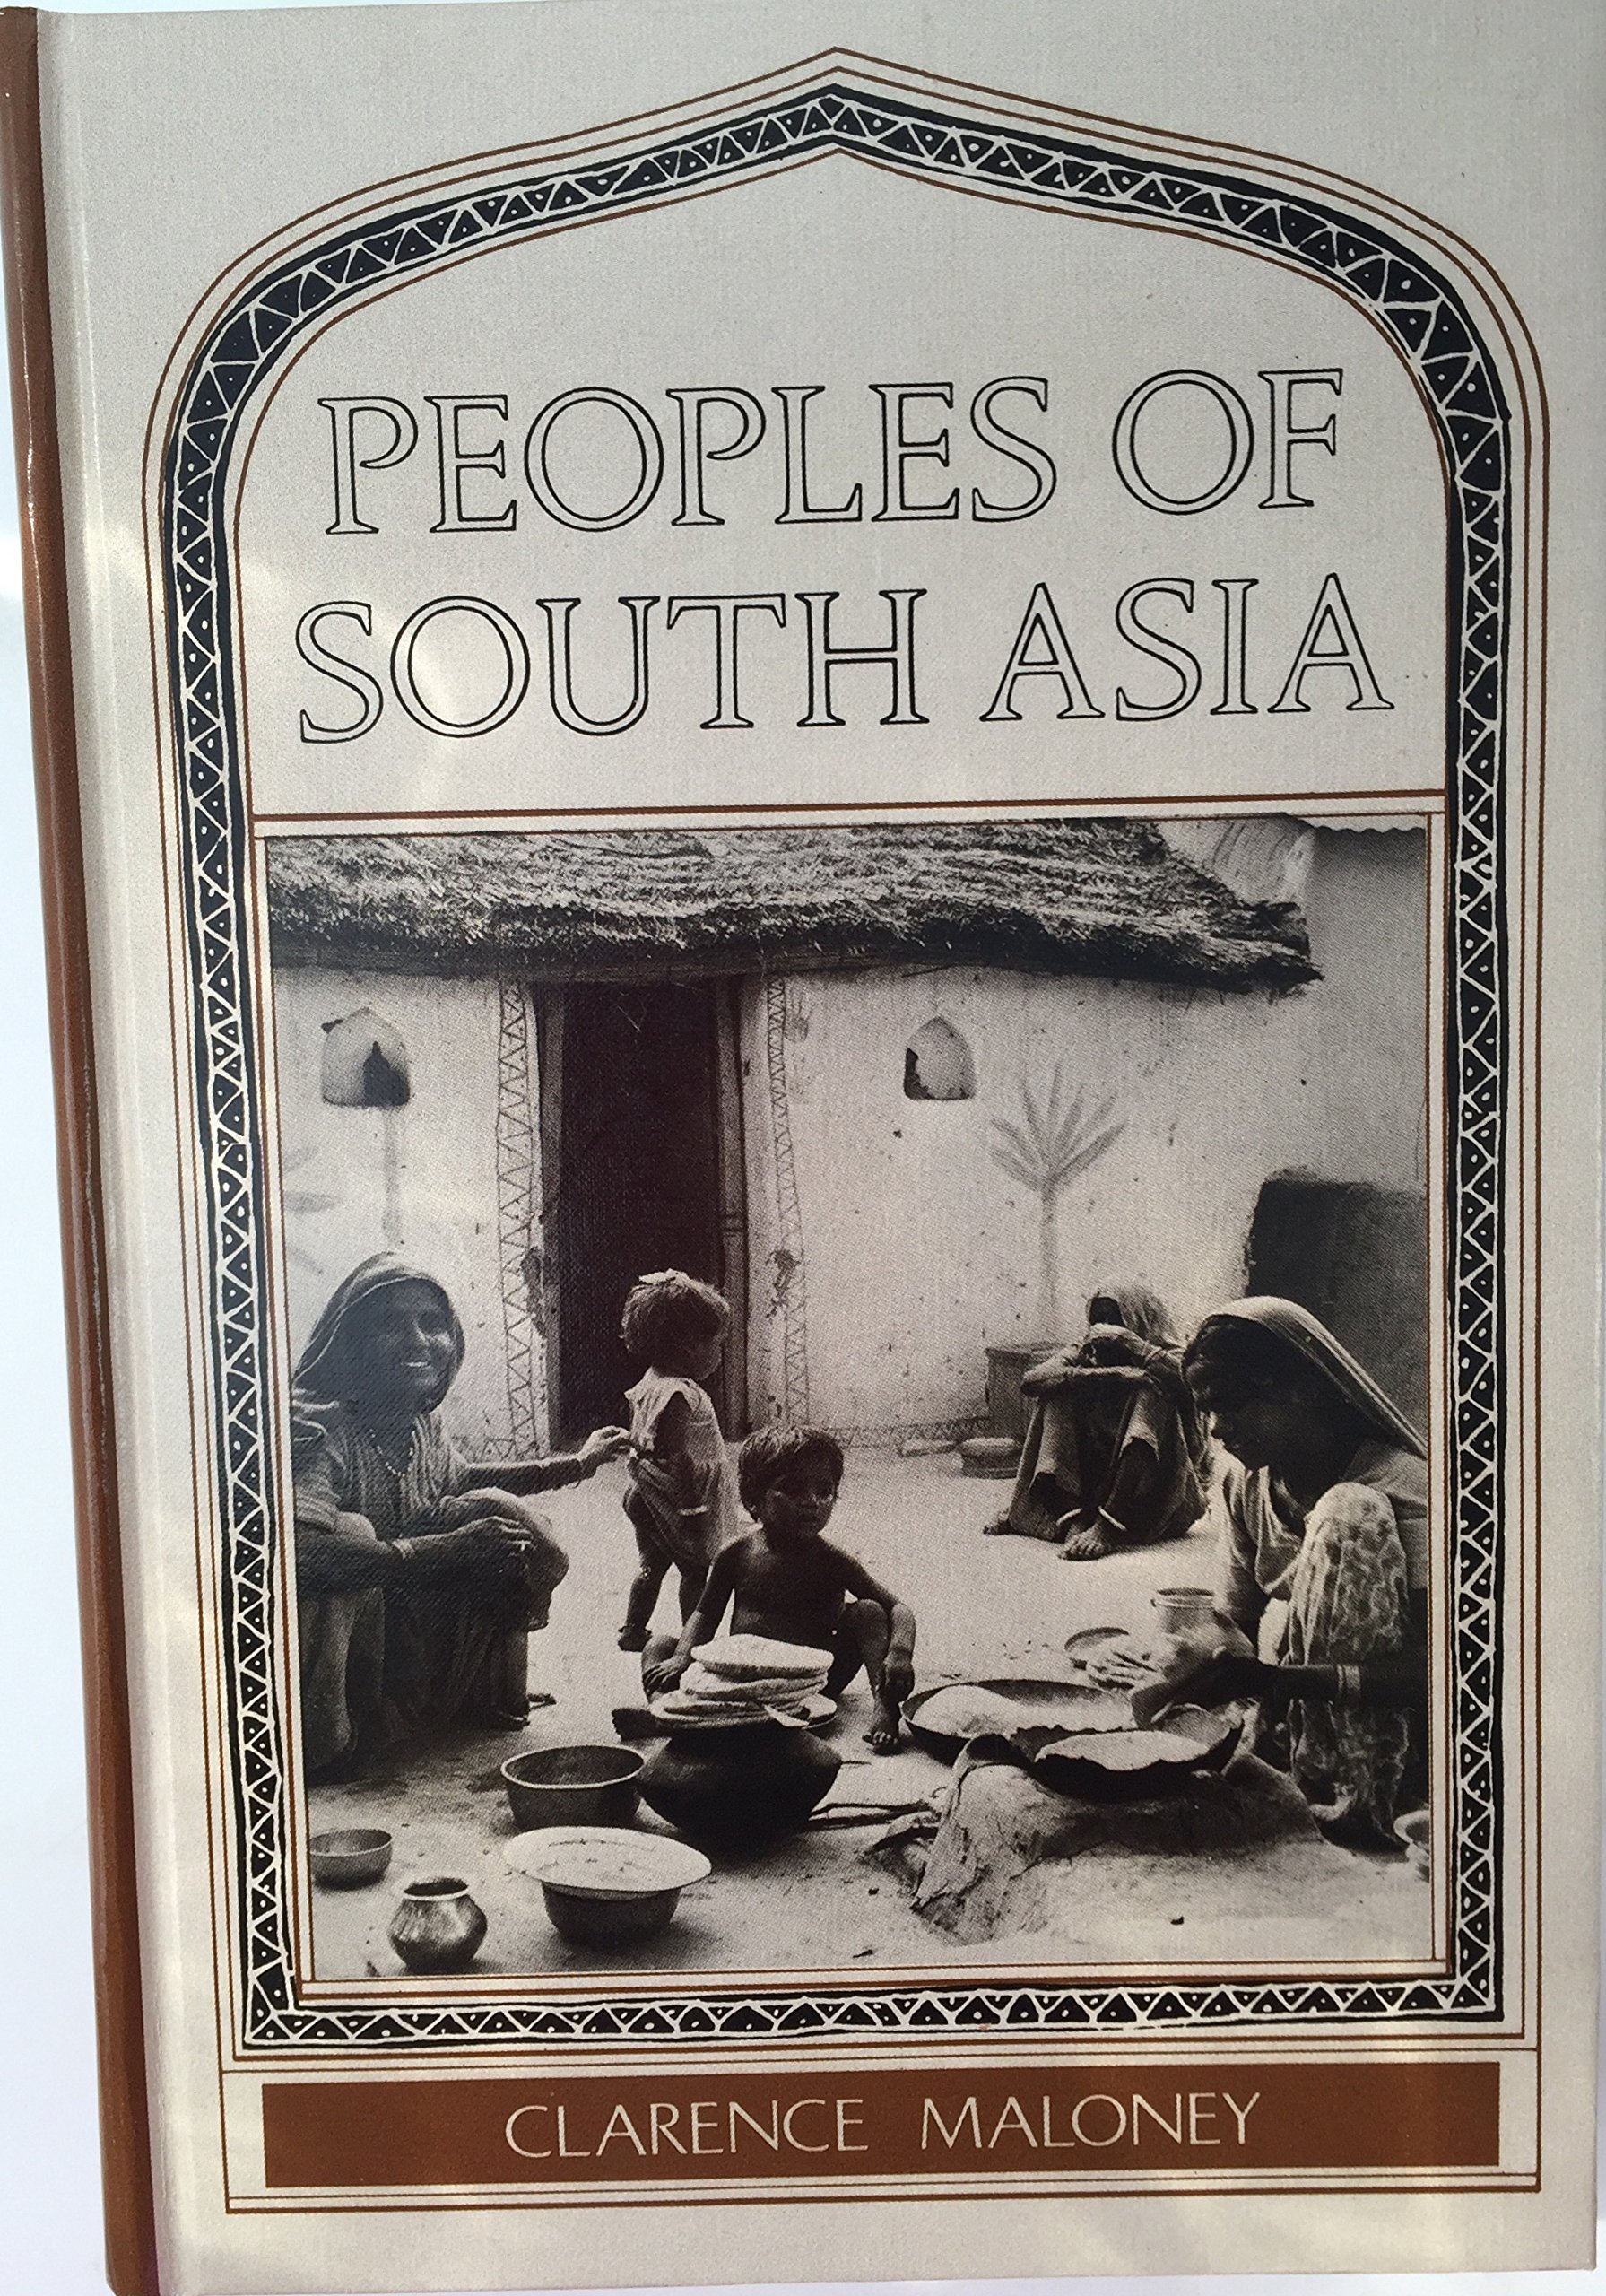 PEOPLES OF
SOUTH ASIA
CLARENCE MALONEY